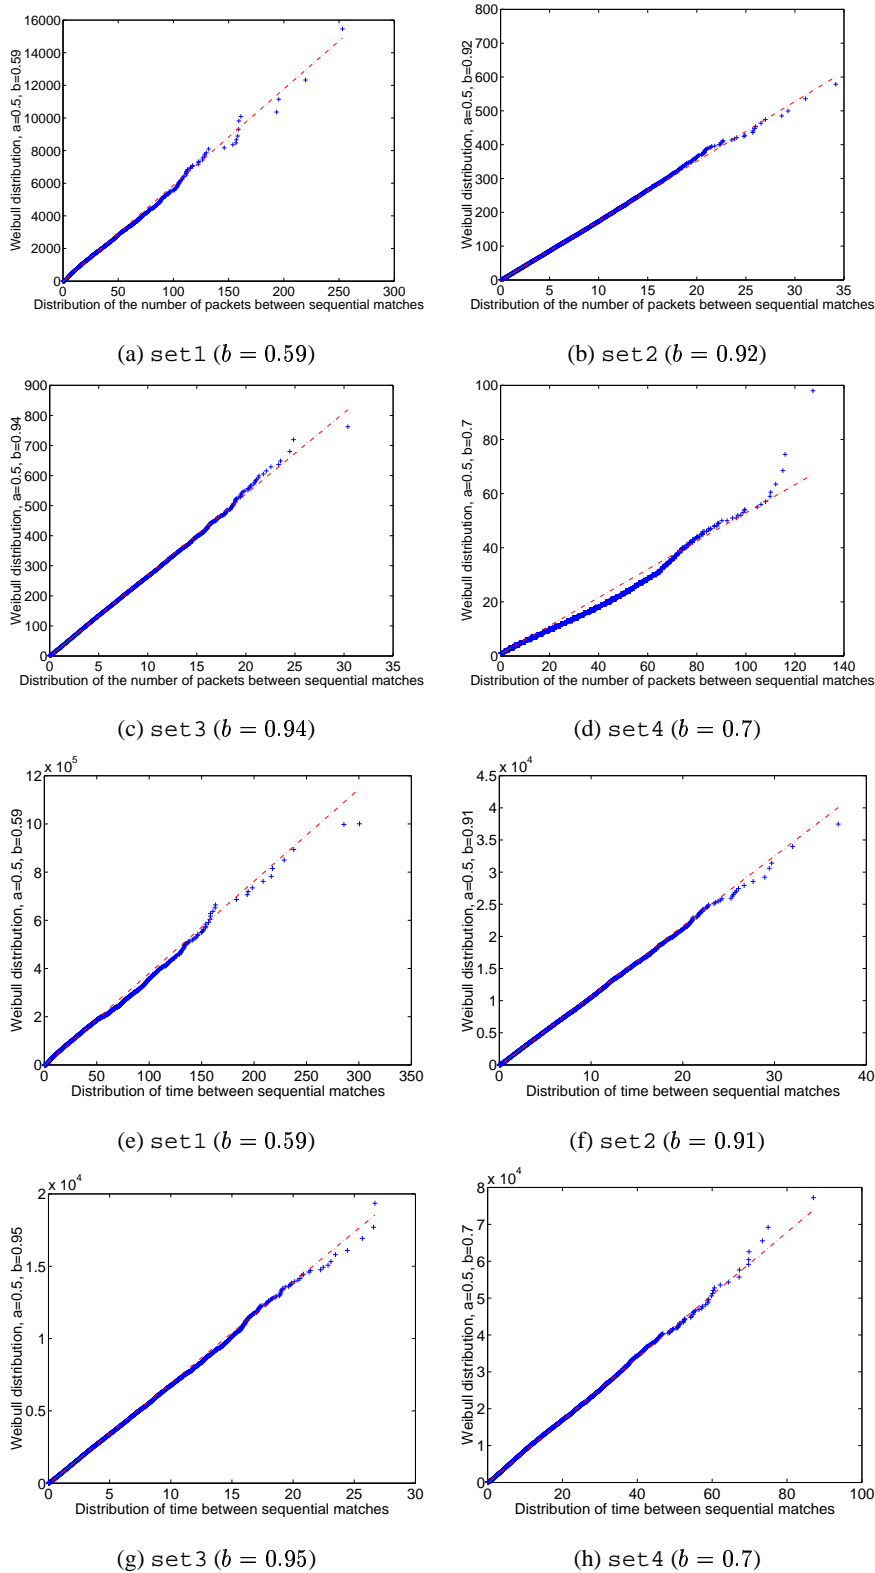 16000
14000
12000
10000
8000
6000
4000
2000
0
0 50 100 150 200 250 300
Weibull distribution, a=0.5, b=0.59
Distribution of the number of packets between sequential matches
(a) set1 (b = 0.59)
800
700
600
500
400
300
200
100
0
0 5 10 15 20 25 30 35
Weibull distribution, a=0.5, b=0.92
Distribution of the number of packets between sequential matches
(b) set2 (b = 0.92)
900
800
700
600
500
400
300
200
100
0
0 5 10 15 20 25 30 35
Weibull distribution, a=0.5, b=0.94
Distribution of the number of packets between sequential matches
(c) set3 (b = 0.94)
100
80
60
40
20
0
0 20 40 60 80 100 120 140
Weibull distribution, a=0.5, b=0.7
Distribution of the number of packets between sequential matches
(d) set4 (b = 0.7)
x 10^5
12
10
8
6
4
2
0
0 50 100 150 200 250 300 350
Weibull distribution, a=0.5, b=0.59
Distribution of time between sequential matches
(e) set1 (b = 0.59)
x 10^4
4.5
4
3.5
3
2.5
2
1.5
1
0.5
0
0 10 20 30 40
Weibull distribution, a=0.5, b=0.91
Distribution of time between sequential matches
(f) set2 (b = 0.91)
x 10^4
2
1.5
1
0.5
0
0 5 10 15 20 25 30
Weibull distribution, a=0.5, b=0.95
Distribution of time between sequential matches
(g) set3 (b = 0.95)
x 10^4
8
7
6
5
4
3
2
1
0
0 20 40 60 80 100
Weibull distribution, a=0.5, b=0.7
Distribution of time between sequential matches
(h) set4 (b = 0.7)